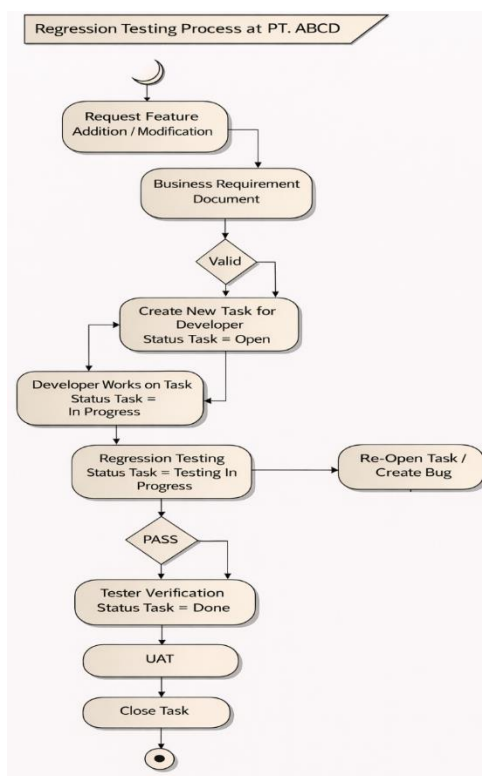 Regression Testing Process at PT. ABCD
Request Feature
Addition / Modification
Business Requirement
Document
Valid
Create New Task for
Developer
Status Task = Open
Developer Works on Task
Status Task =
In Progress
Regression Testing
Status Task = Testing In
Progress
Re-Open Task /
Create Bug
PASS
Tester Verification
Status Task = Done
UAT
Close Task